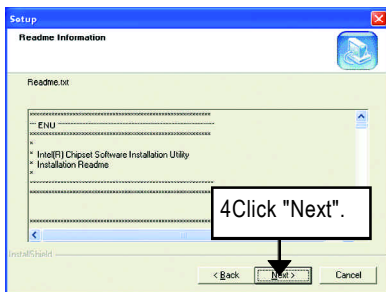 Setup
Readme Information
Readme.txt
************************************************************
-- ENU --
************************************************************
*
* Intel(R) Chipset Software Installation Utility
* Installation Readme
*
************************************************************
************************************************************
4Click "Next".
InstallShield
< Back Next > Cancel